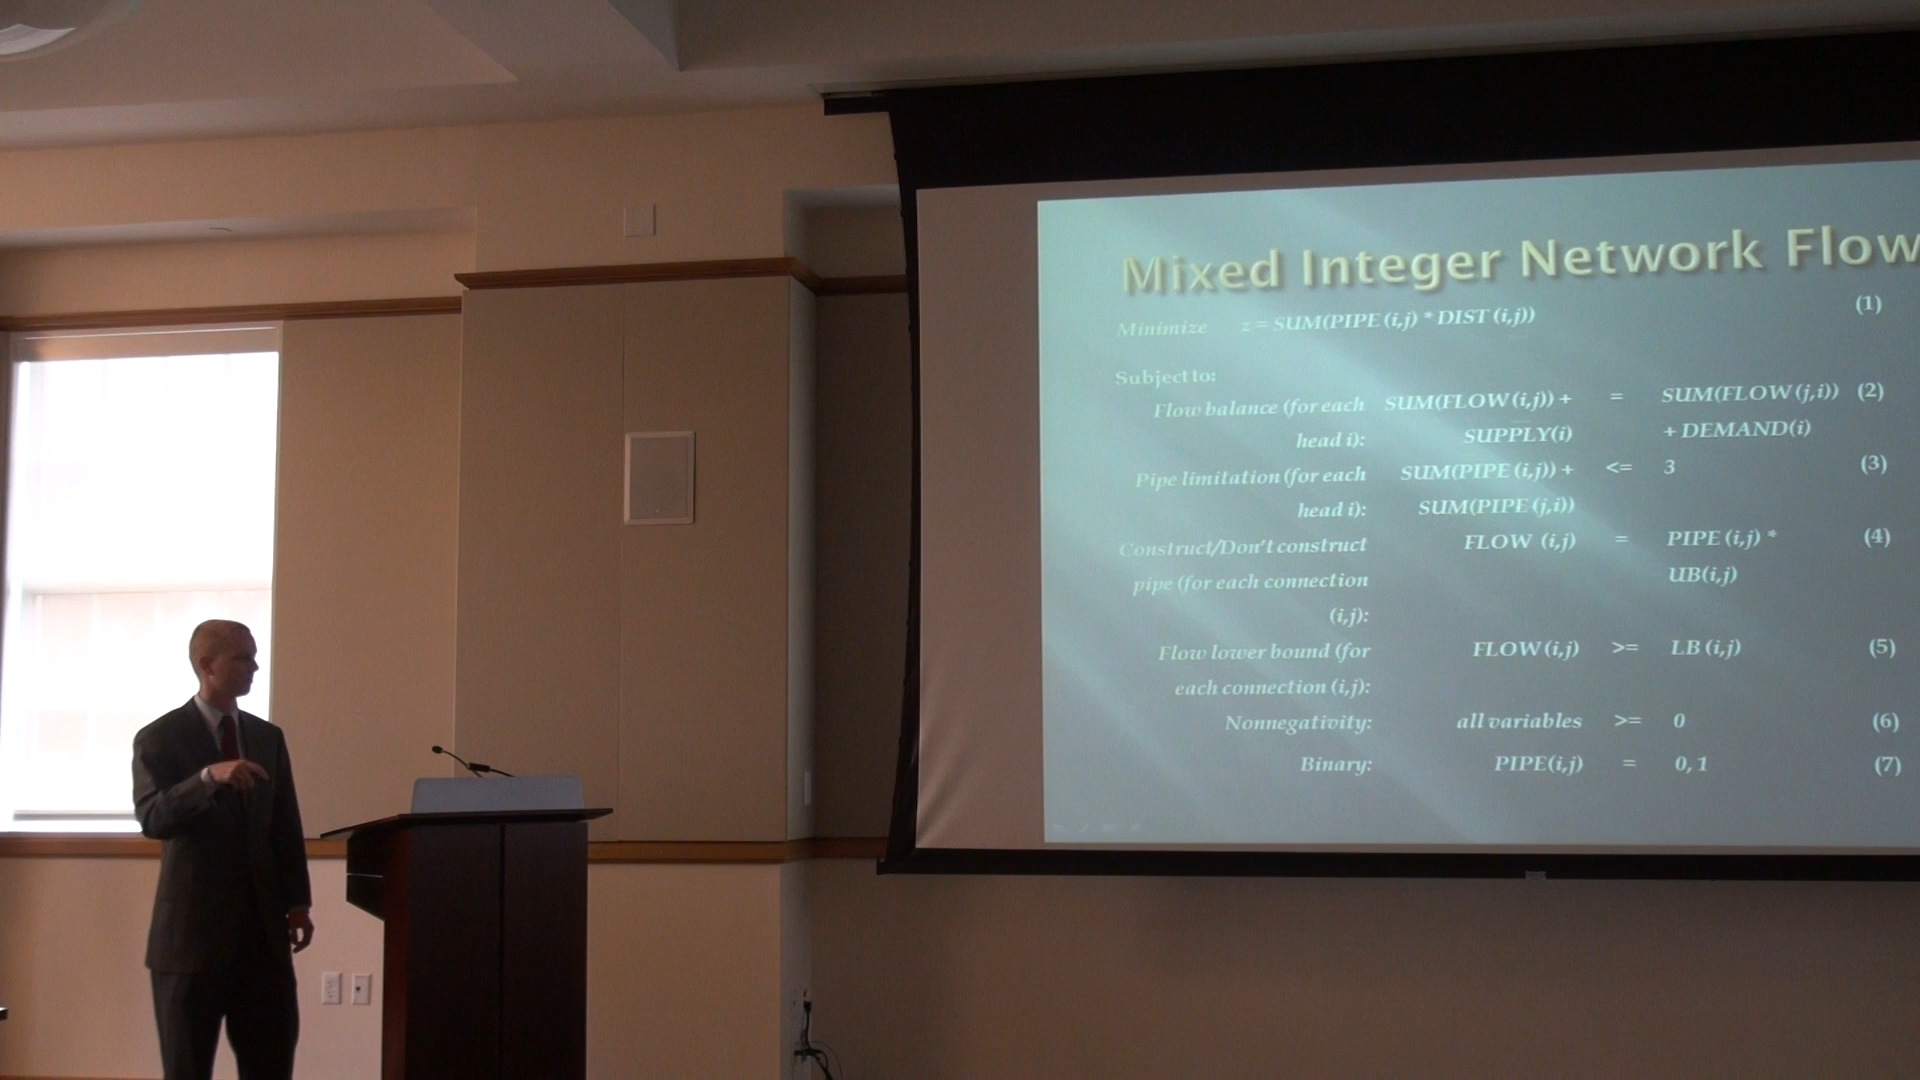 Mixed Integer Network Flow
Minimize z = SUM(PIPE (i,j) * DIST (i,j)) (1)
Subject to:
Flow balance (for each SUM(FLOW (i,j)) + = SUM(FLOW (j,i)) (2)
head i): SUPPLY(i) + DEMAND(i)
Pipe limitation (for each SUM(PIPE (i,j)) + <= 3 (3)
head i): SUM(PIPE (j,i))
Construct/Don't construct FLOW (i,j) = PIPE (i,j) * (4)
pipe (for each connection UB(i,j)
(i,j):
Flow lower bound (for FLOW (i,j) >= LB (i,j) (5)
each connection (i,j):
Nonnegativity: all variables >= 0 (6)
Binary: PIPE(i,j) = 0, 1 (7)